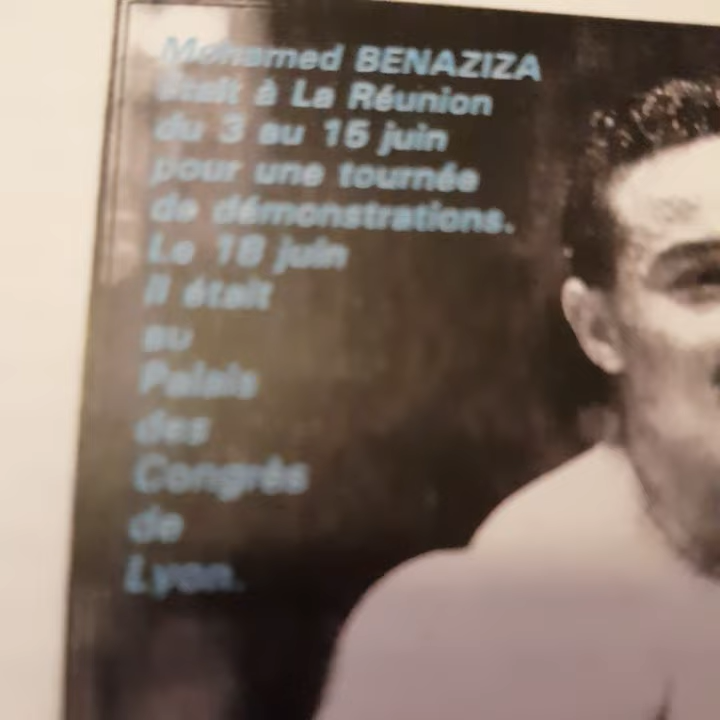 Mohamed BENAZIZA
était à La Réunion
du 3 au 15 juin
pour une tournée
de démonstrations.
Le 18 juin
il était
au
Palais
des
Congrès
de
Lyon.